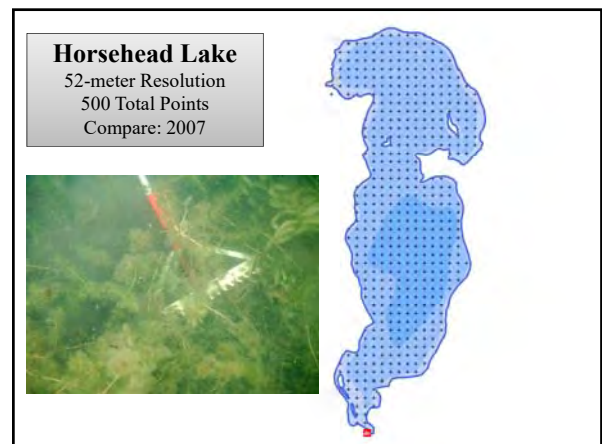 Horsehead Lake
52-meter Resolution
500 Total Points
Compare: 2007